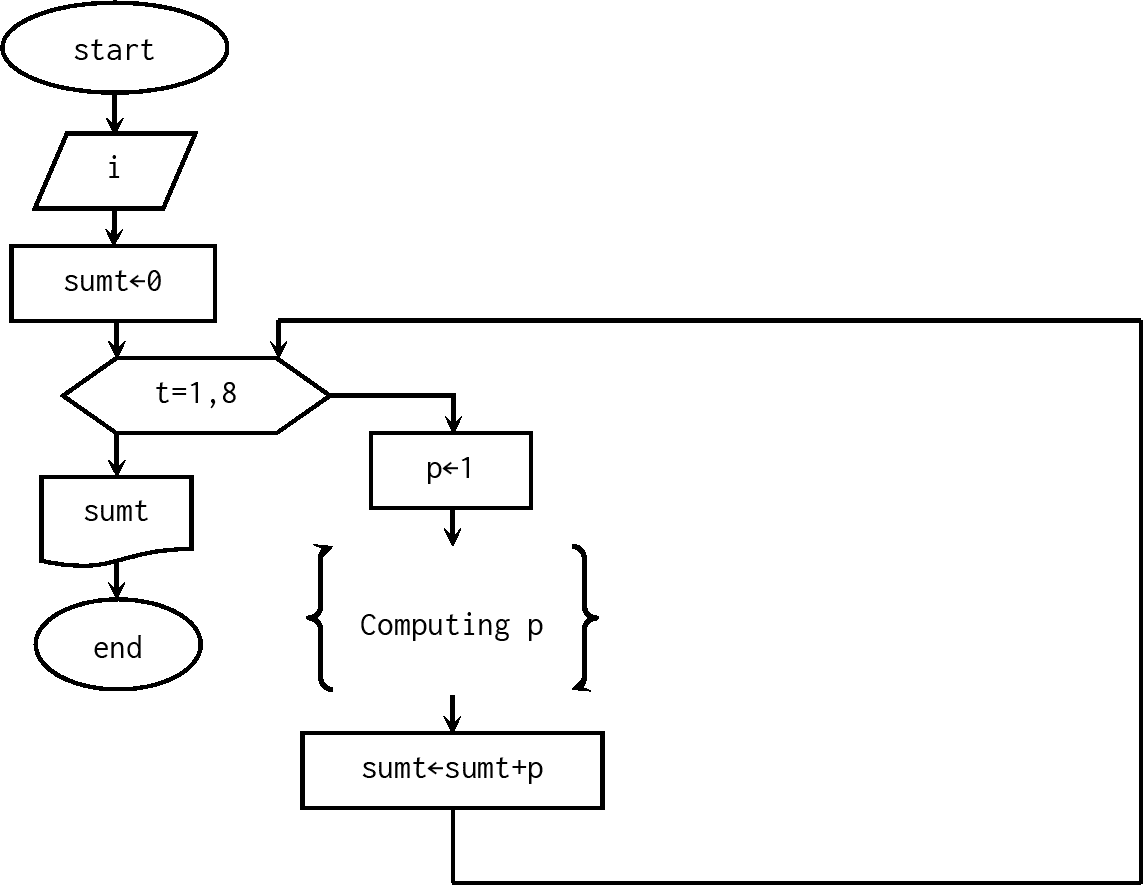 start
i
sumt←0
t=1,8
p←1
sumt
Computing p
end
sumt←sumt+p